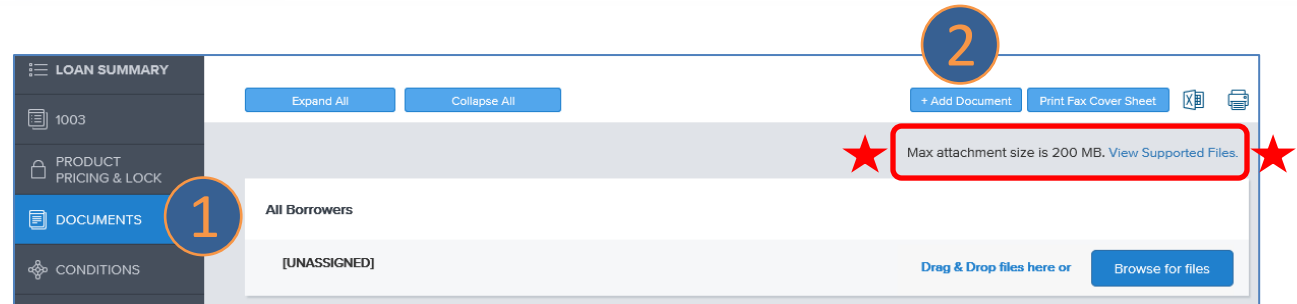 2
LOAN SUMMARY
Expand All
Collapse All
+ Add Document
Print Fax Cover Sheet
1003
Max attachment size is 200 MB. View Supported Files.
PRODUCT
PRICING & LOCK
1
DOCUMENTS
All Borrowers
CONDITIONS
[UNASSIGNED]
Drag & Drop files here or
Browse for files